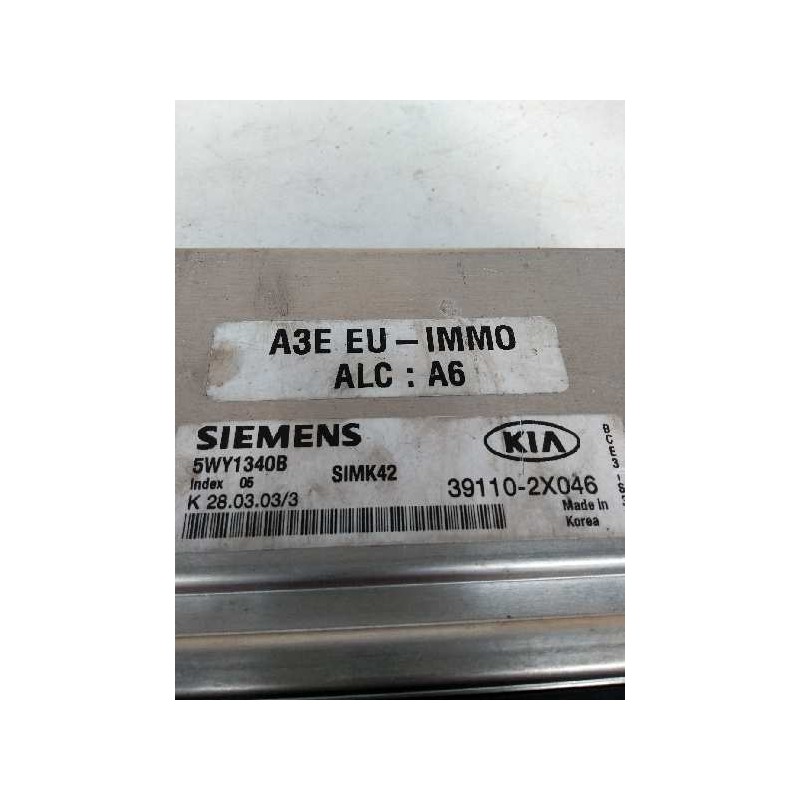 A3E EU - IMMO
ALC : A6
SIEMENS
KIA
5WY1340B
Index 05
SIMK42
39110-2X046
K 28.03.03/3
Made in
Korea